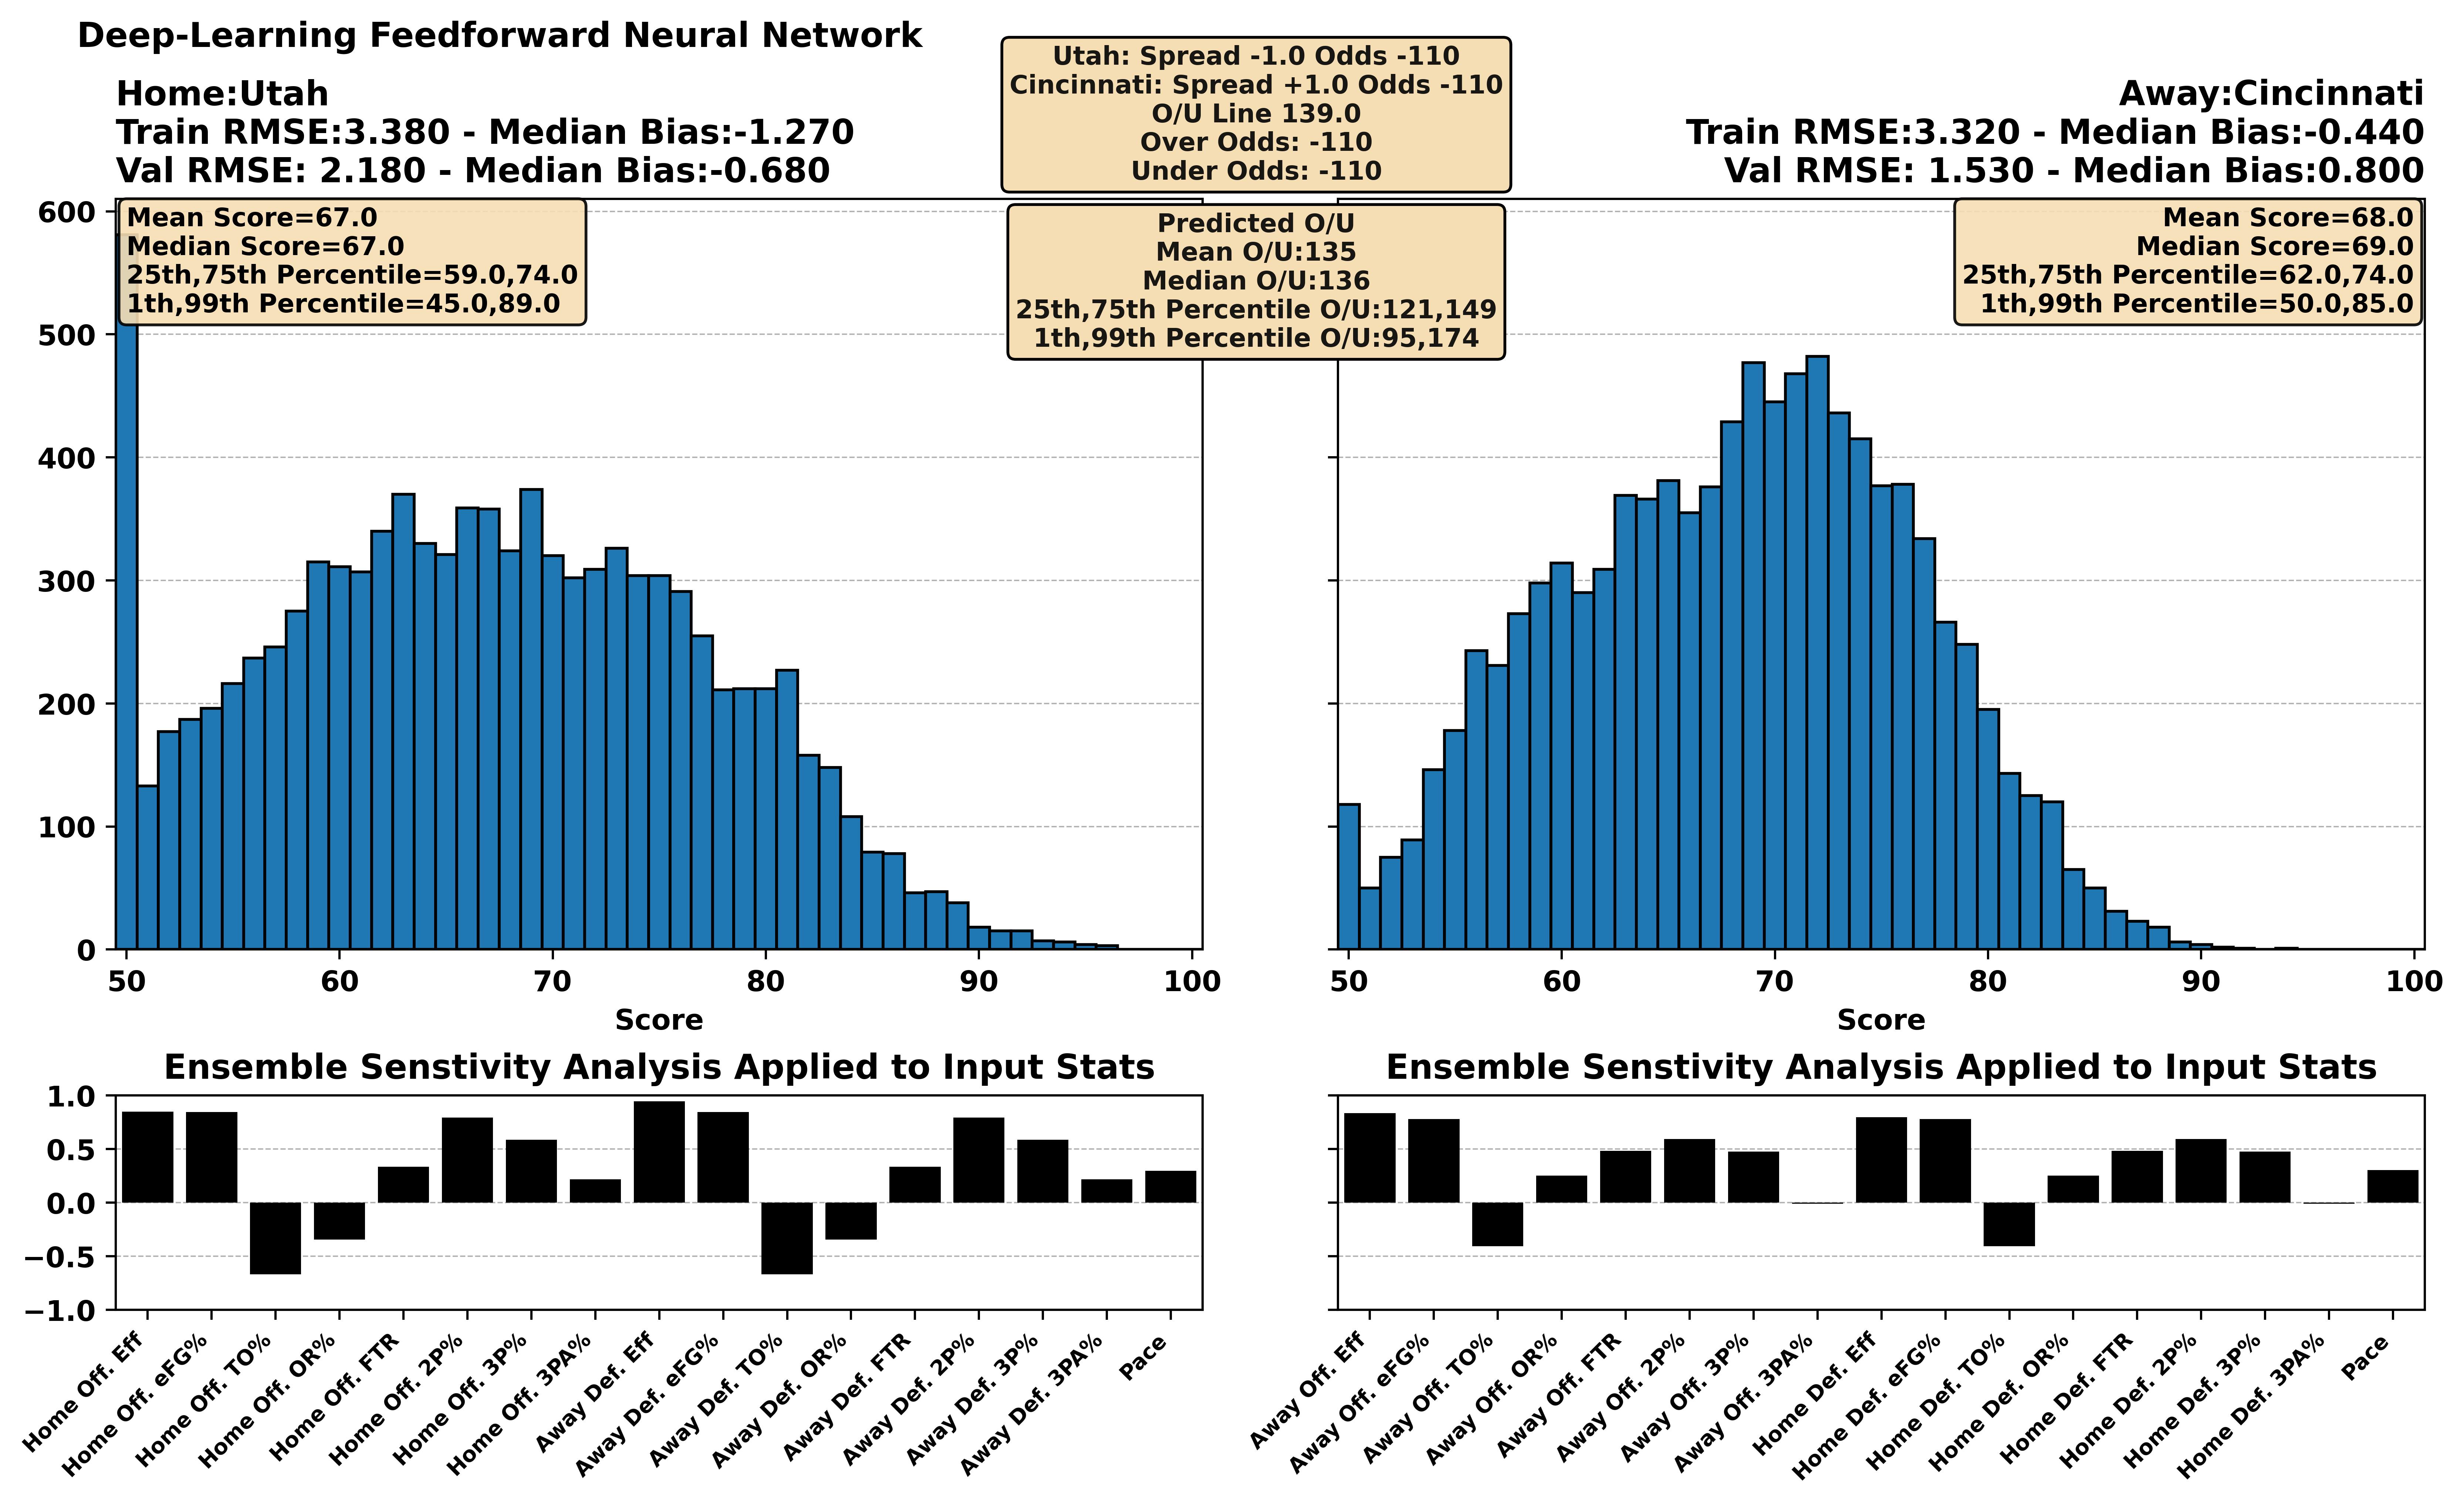 Deep-Learning Feedforward Neural Network
Home:Utah
Train RMSE:3.380 - Median Bias:-1.270
Val RMSE: 2.180 - Median Bias:-0.680
Utah: Spread -1.0 Odds -110
Cincinnati: Spread +1.0 Odds -110
O/U Line 139.0
Over Odds: -110
Under Odds: -110
Away:Cincinnati
Train RMSE:3.320 - Median Bias:-0.440
Val RMSE: 1.530 - Median Bias:0.800
Mean Score=67.0
Median Score=67.0
25th,75th Percentile=59.0,74.0
1th,99th Percentile=45.0,89.0
Predicted O/U
Mean O/U:135
Median O/U:136
25th,75th Percentile O/U:121,149
1th,99th Percentile O/U:95,174
Mean Score=68.0
Median Score=69.0
25th,75th Percentile=62.0,74.0
1th,99th Percentile=50.0,85.0
600
500
400
300
200
100
0
50 60 70 80 90 100
Score
50 60 70 80 90 100
Score
Ensemble Senstivity Analysis Applied to Input Stats
1.0
0.5
0.0
−0.5
−1.0
Home Off. Eff
Home Off. eFG%
Home Off. TO%
Home Off. OR%
Home Off. FTR
Home Off. 2P%
Home Off. 3P%
Home Off. 3PA%
Away Def. Eff
Away Def. eFG%
Away Def. TO%
Away Def. OR%
Away Def. FTR
Away Def. 2P%
Away Def. 3P%
Away Def. 3PA%
Pace
Ensemble Senstivity Analysis Applied to Input Stats
Away Off. Eff
Away Off. eFG%
Away Off. TO%
Away Off. OR%
Away Off. FTR
Away Off. 2P%
Away Off. 3P%
Away Off. 3PA%
Home Def. Eff
Home Def. eFG%
Home Def. TO%
Home Def. OR%
Home Def. FTR
Home Def. 2P%
Home Def. 3P%
Home Def. 3PA%
Pace